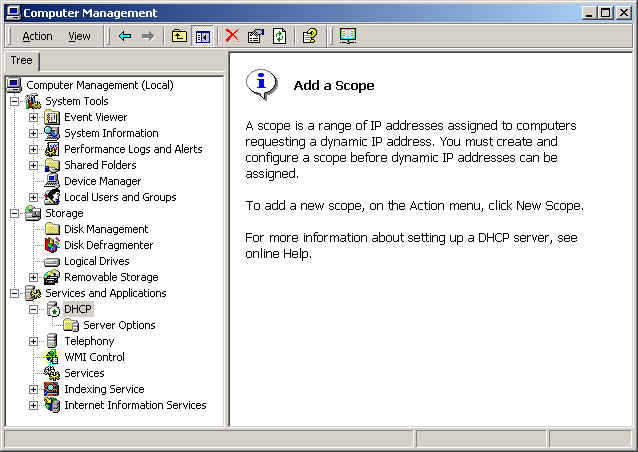 Computer Management
Action View
Tree
Computer Management (Local)
System Tools
Event Viewer
System Information
Performance Logs and Alerts
Shared Folders
Device Manager
Local Users and Groups
Storage
Disk Management
Disk Defragmenter
Logical Drives
Removable Storage
Services and Applications
DHCP
Server Options
Telephony
WMI Control
Services
Indexing Service
Internet Information Services
Add a Scope
A scope is a range of IP addresses assigned to computers
requesting a dynamic IP address. You must create and
configure a scope before dynamic IP addresses can be
assigned.
To add a new scope, on the Action menu, click New Scope.
For more information about setting up a DHCP server, see
online Help.